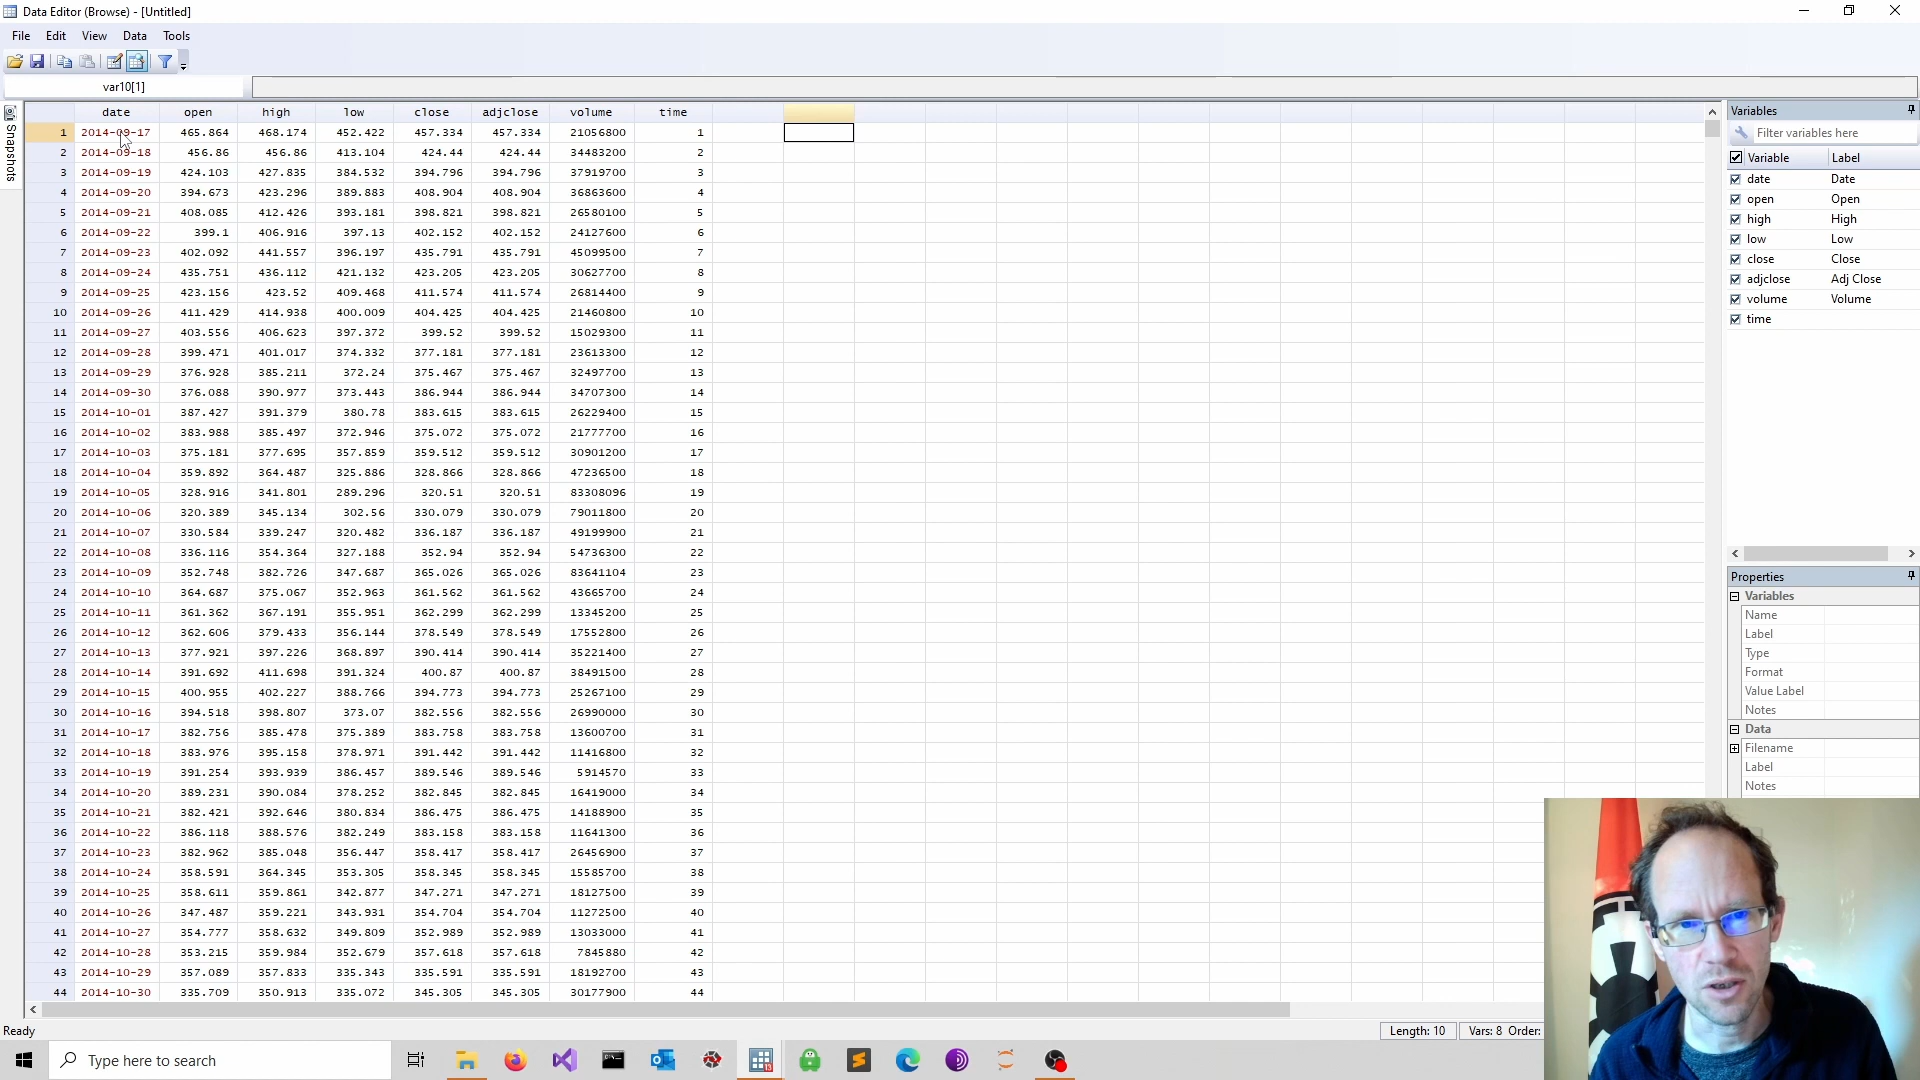 Data Editor (Browse) - [Untitled]
File Edit View Data Tools
var10[1]
Snapshots
date open high low close adjclose volume time
1 2014-09-17 465.864 468.174 452.422 457.334 457.334 21056800 1
2 2014-09-18 456.86 456.86 413.104 424.44 424.44 34483200 2
3 2014-09-19 424.103 427.835 384.532 394.796 394.796 37919700 3
4 2014-09-20 394.673 423.296 389.883 408.904 408.904 36863600 4
5 2014-09-21 408.085 412.426 393.181 398.821 398.821 26580100 5
6 2014-09-22 399.1 406.916 397.13 402.152 402.152 24127600 6
7 2014-09-23 402.092 441.557 396.197 435.791 435.791 45099500 7
8 2014-09-24 435.751 436.112 421.132 423.205 423.205 30627700 8
9 2014-09-25 423.156 423.52 409.468 411.574 411.574 26814400 9
10 2014-09-26 411.429 414.938 400.009 404.425 404.425 21460800 10
11 2014-09-27 403.556 406.623 397.372 399.52 399.52 15029300 11
12 2014-09-28 399.471 401.017 374.332 377.181 377.181 23613300 12
13 2014-09-29 376.928 385.211 372.24 375.467 375.467 32497700 13
14 2014-09-30 376.088 390.977 373.443 386.944 386.944 34707300 14
15 2014-10-01 387.427 391.379 380.78 383.615 383.615 26229400 15
16 2014-10-02 383.988 385.497 372.946 375.072 375.072 21777700 16
17 2014-10-03 375.181 377.695 357.859 359.512 359.512 30901200 17
18 2014-10-04 359.892 364.487 325.886 328.866 328.866 47236500 18
19 2014-10-05 328.916 341.801 289.296 320.51 320.51 83308096 19
20 2014-10-06 320.389 345.134 302.56 330.079 330.079 79011800 20
21 2014-10-07 330.584 339.247 320.482 336.187 336.187 49199900 21
22 2014-10-08 336.116 354.364 327.188 352.94 352.94 54736300 22
23 2014-10-09 352.748 382.726 347.687 365.026 365.026 83641104 23
24 2014-10-10 364.687 375.067 352.963 361.562 361.562 43665700 24
25 2014-10-11 361.362 367.191 355.951 362.299 362.299 13345200 25
26 2014-10-12 362.606 379.433 356.144 378.549 378.549 17552800 26
27 2014-10-13 377.921 397.226 368.897 390.414 390.414 35221400 27
28 2014-10-14 391.692 411.698 391.324 400.87 400.87 38491500 28
29 2014-10-15 400.955 402.227 388.766 394.773 394.773 25267100 29
30 2014-10-16 394.518 398.807 373.07 382.556 382.556 26990000 30
31 2014-10-17 382.756 385.478 375.389 383.758 383.758 13600700 31
32 2014-10-18 383.976 395.158 378.971 391.442 391.442 11416800 32
33 2014-10-19 391.254 393.939 386.457 389.546 389.546 5914570 33
34 2014-10-20 389.231 390.084 378.252 382.845 382.845 16419000 34
35 2014-10-21 382.421 392.646 380.834 386.475 386.475 14188900 35
36 2014-10-22 386.118 388.576 382.249 383.158 383.158 11641300 36
37 2014-10-23 382.962 385.048 356.447 358.417 358.417 26456900 37
38 2014-10-24 358.591 364.345 353.305 358.345 358.345 15585700 38
39 2014-10-25 358.611 359.861 342.877 347.271 347.271 18127500 39
40 2014-10-26 347.487 359.221 343.931 354.704 354.704 11272500 40
41 2014-10-27 354.777 358.632 349.809 352.989 352.989 13033000 41
42 2014-10-28 353.215 359.984 352.679 357.618 357.618 7845880 42
43 2014-10-29 357.089 357.833 335.343 335.591 335.591 18192700 43
44 2014-10-30 335.709 350.913 335.072 345.305 345.305 30177900 44
Variables
Filter variables here
Variable Label
date Date
open Open
high High
low Low
close Close
adjclose Adj Close
volume Volume
time
Properties
Variables
Name
Label
Type
Format
Value Label
Notes
Data
Filename
Label
Notes
Ready
Length: 10 Vars: 8 Order:
Type here to search